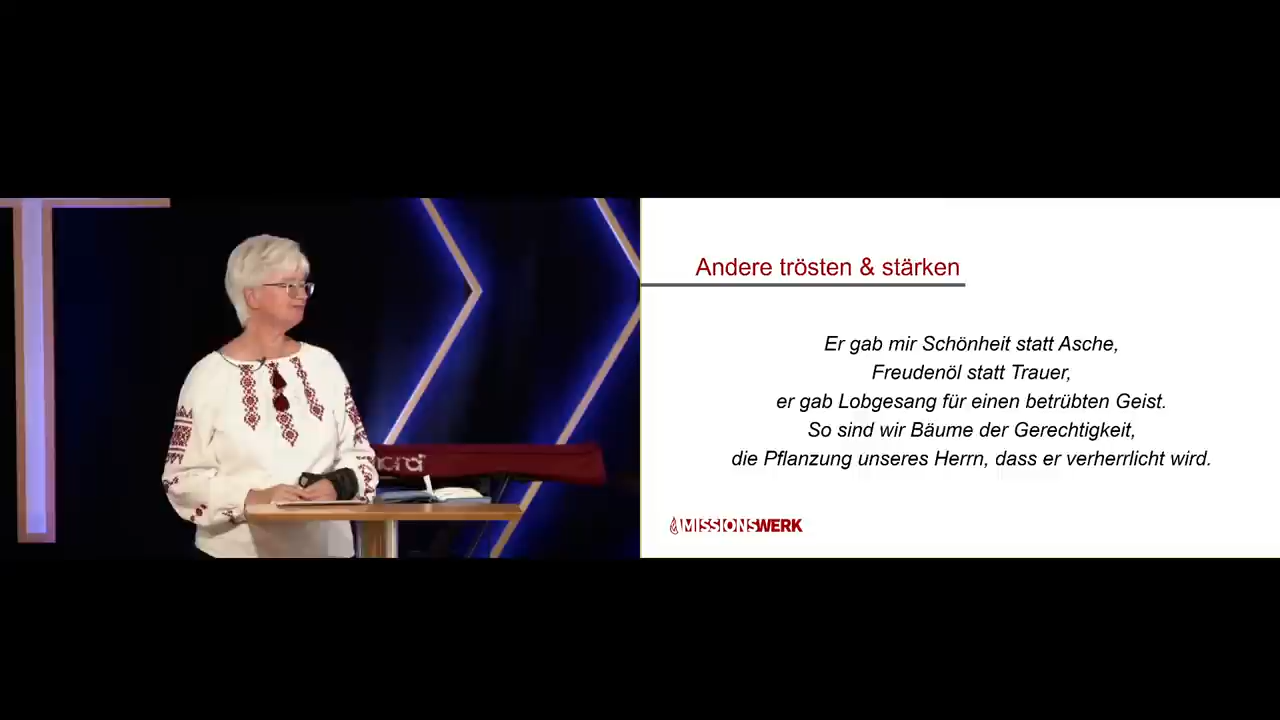 Andere trösten & stärken
Er gab mir Schönheit statt Asche,
Freudenöl statt Trauer,
er gab Lobgesang für einen betrübten Geist.
So sind wir Bäume der Gerechtigkeit,
die Pflanzung unseres Herrn, dass er verherrlicht wird.
MISSIONSWERK